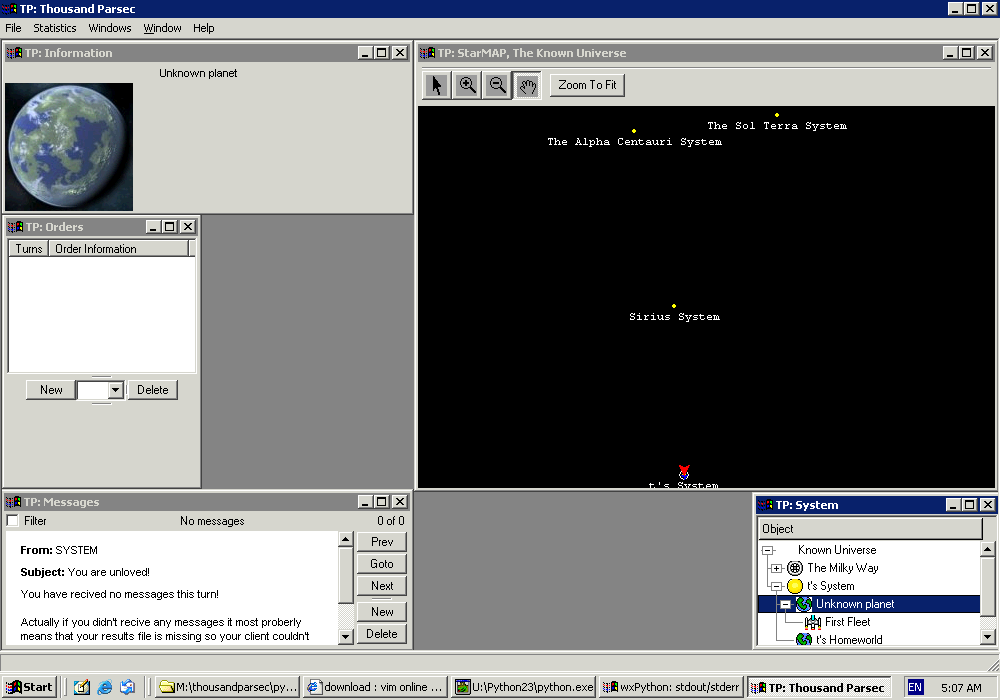 TP: Thousand Parsec
File Statistics Windows Window Help
TP: Information
Unknown planet
TP: StarMAP, The Known Universe
Zoom To Fit
The Sol Terra System
The Alpha Centauri System
Sirius System
t's System
TP: Orders
Turns Order Information
New Delete
TP: Messages
Filter No messages 0 of 0
From: SYSTEM
Subject: You are unloved!
You have recived no messages this turn!
Actually if you didn't recive any messages it most properly
means that your results file is missing so your client couldn't
Prev
Goto
Next
New
Delete
TP: System
Object
Known Universe
The Milky Way
t's System
Unknown planet
First Fleet
t's Homeworld
Start M:\thousandparsec\py... download : vim online ... U:\Python23\python.exe wxPython: stdout/stderr TP: Thousand Parsec EN 5:07 AM